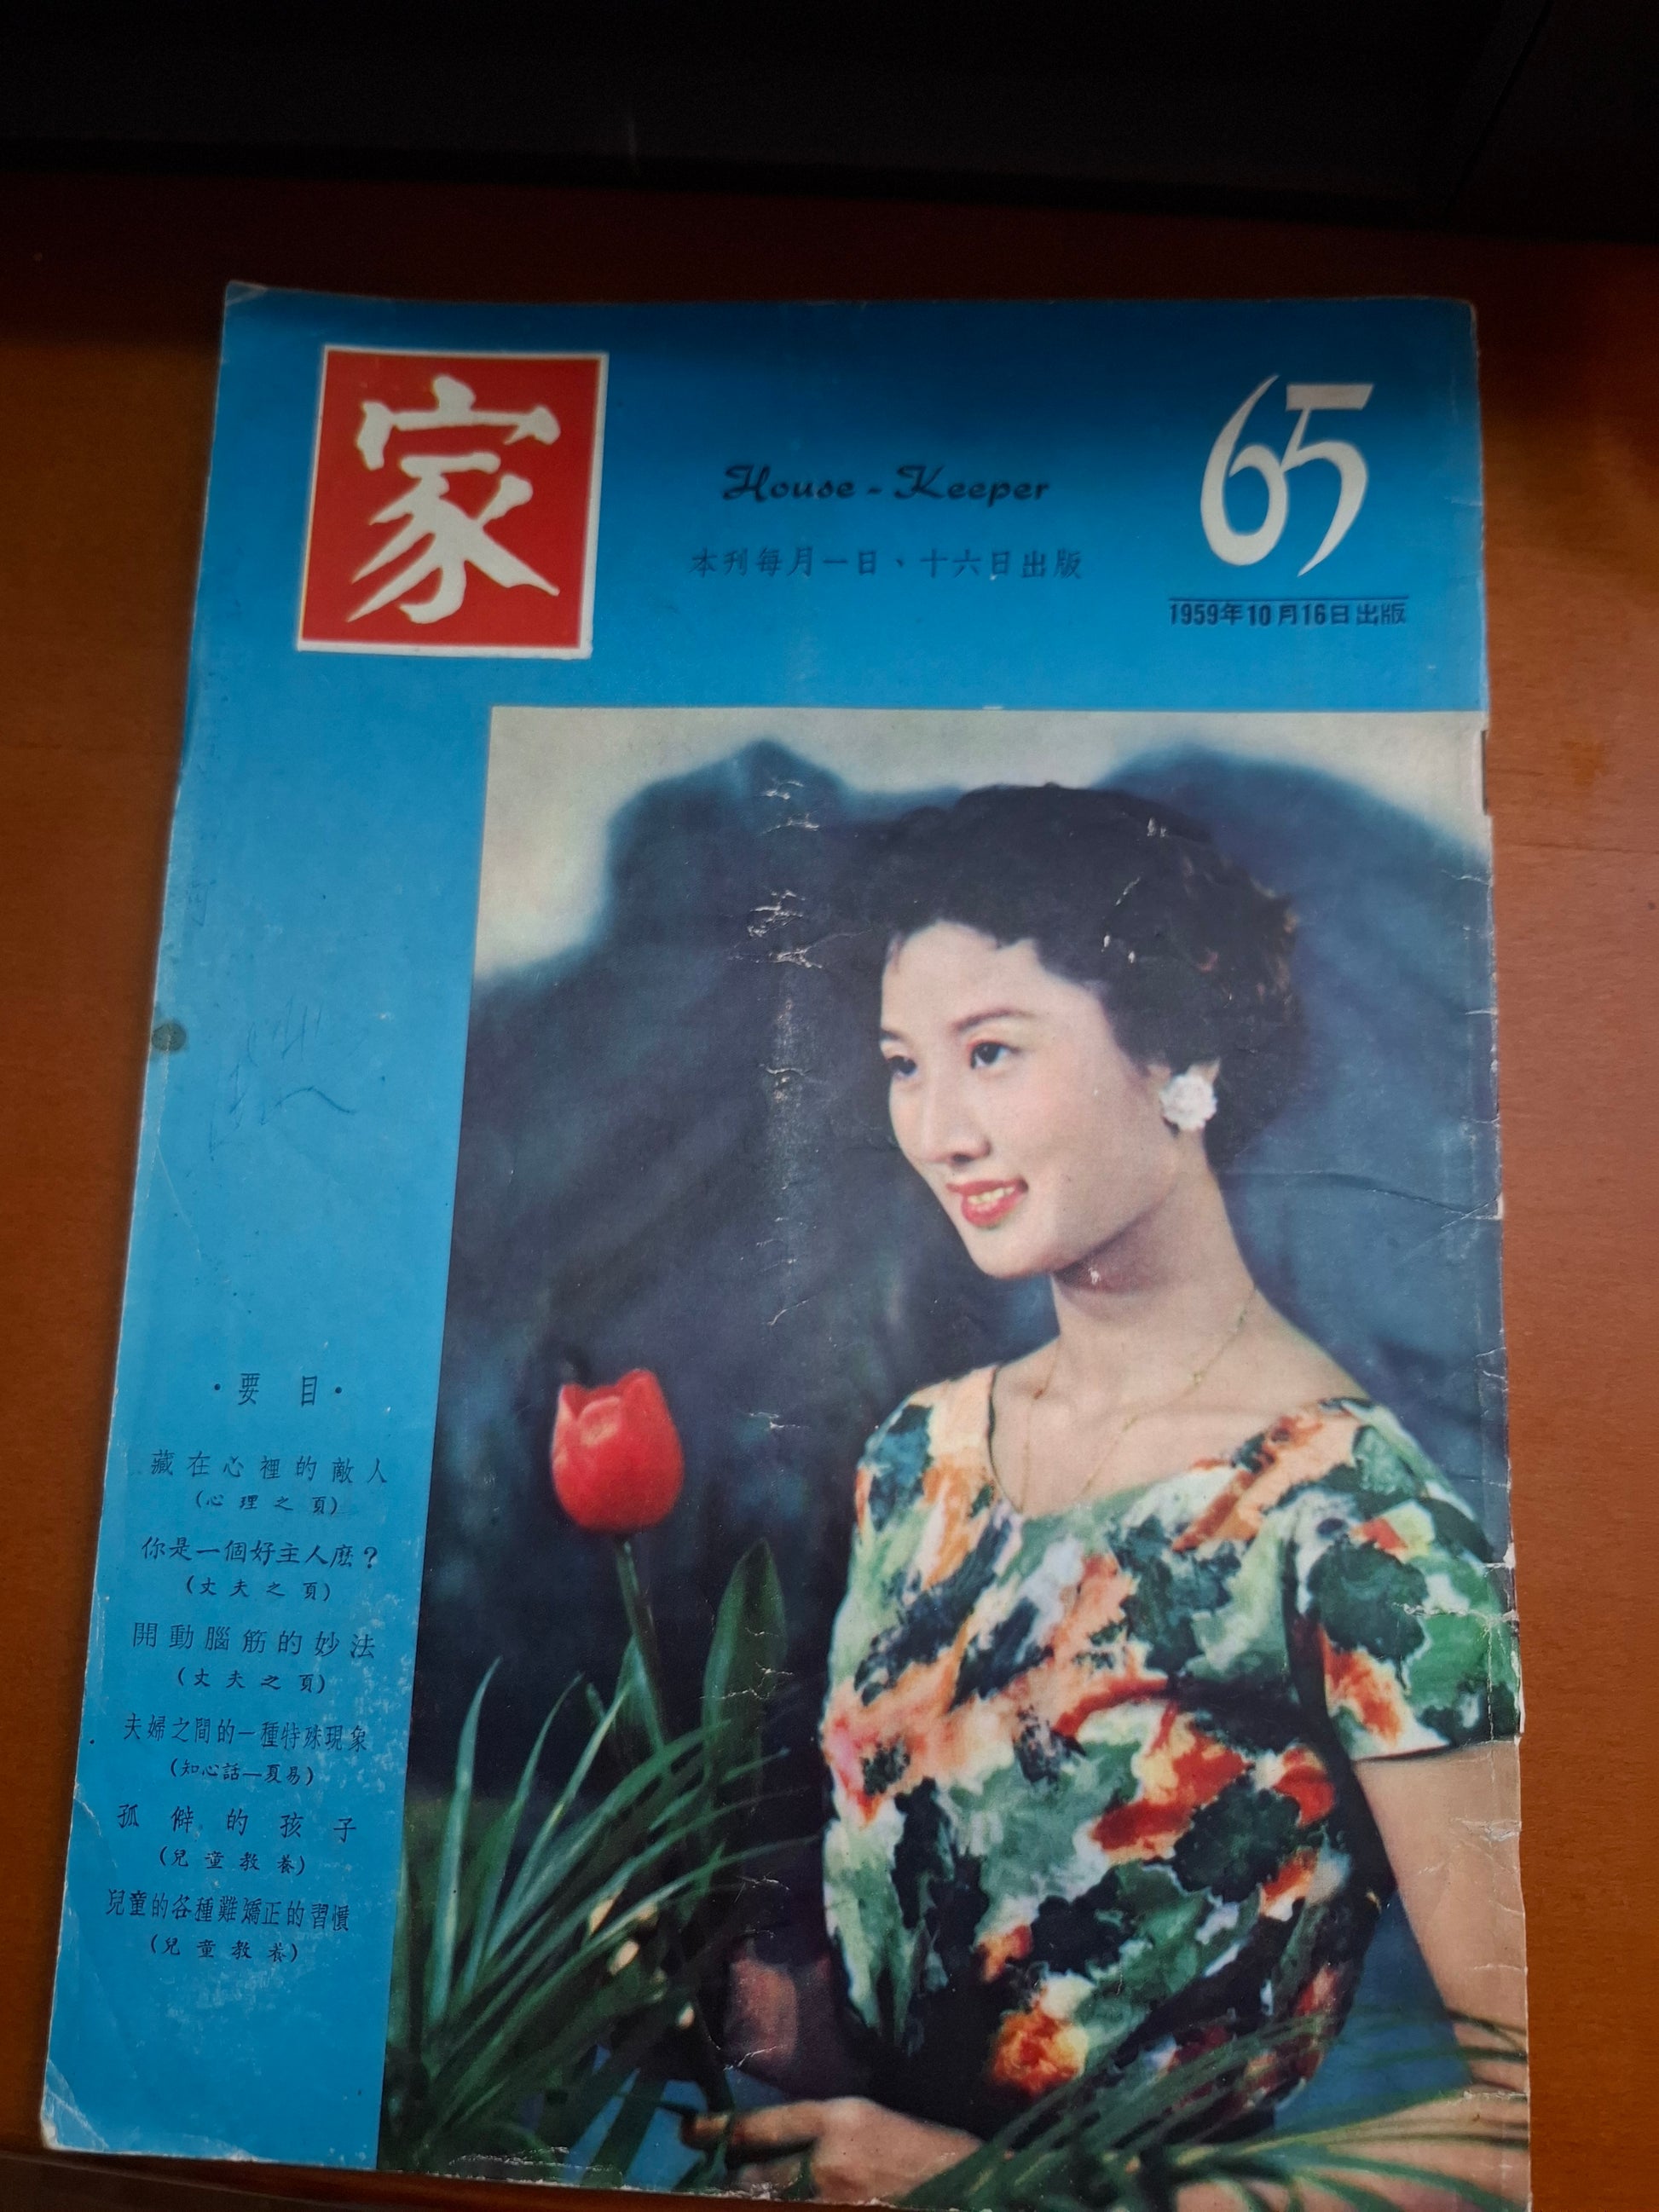 家
House-Keeper
本刊每月一日、十六日出版
65
1959年10月16日出版
·要 目·
藏在心裡的敵人
(心理之頁)
你是一個好主人麽?
(丈夫之頁)
開動腦筋的妙法
(丈夫之頁)
夫婦之間的一種特殊現象
(知心話—夏易)
孤僻的孩子
(兒童教養)
兒童的各種難矯正的習慣
(兒童教養)